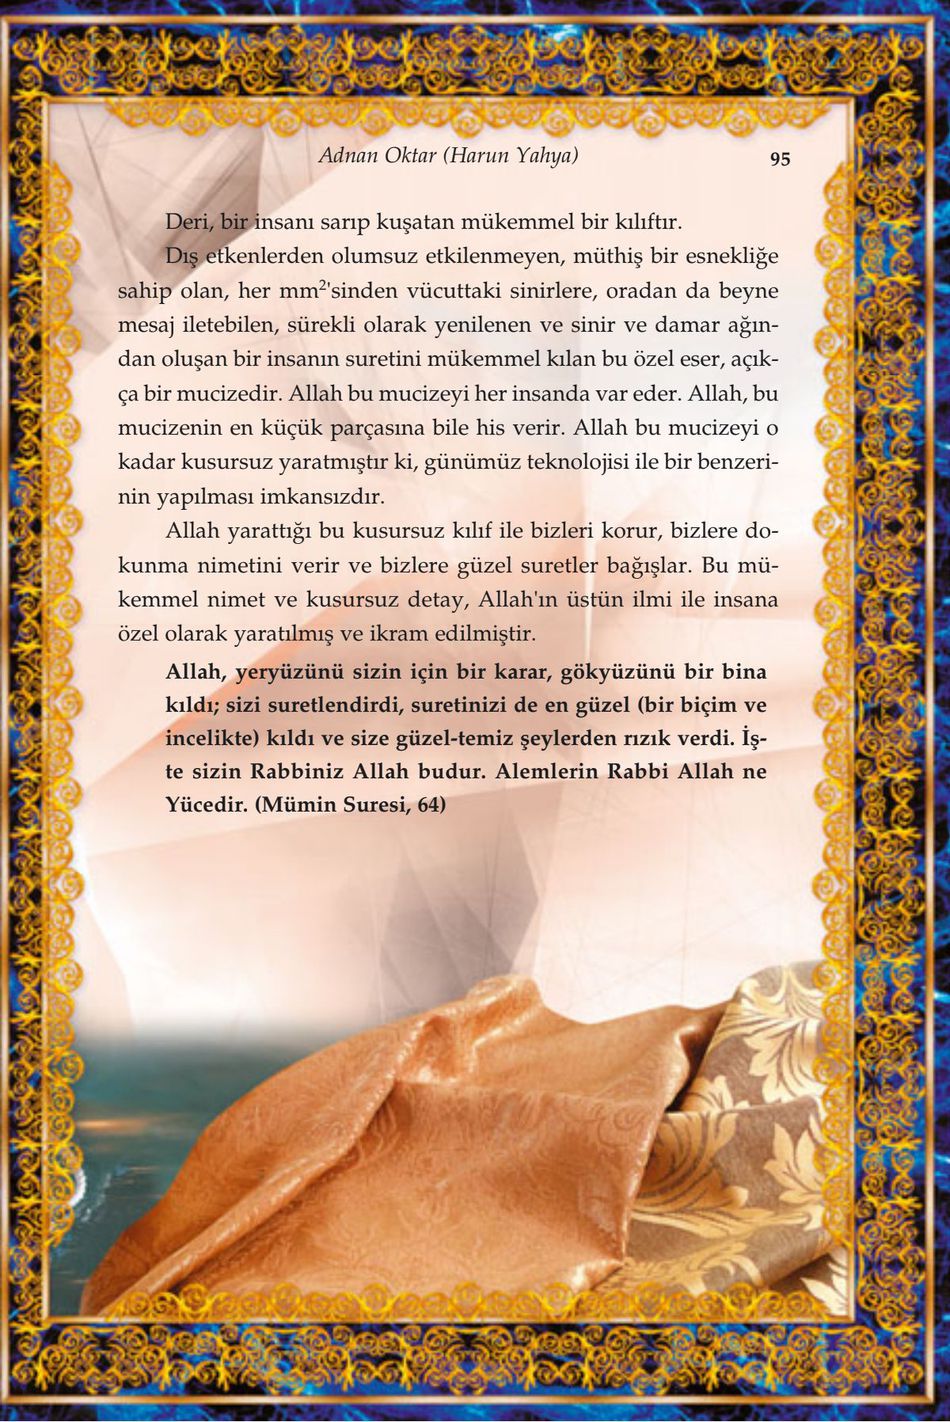 Adnan Oktar (Harun Yahya)
95
Deri, bir insanı sarıp kuşatan mükemmel bir kılıftır.
Dış etkenlerden olumsuz etkilenmeyen, müthiş bir esnekliğe
sahip olan, her mm²'sinden vücuttaki sinirlere, oradan da beyne
mesaj iletebilen, sürekli olarak yenilenen ve sinir ve damar ağın-
dan oluşan bir insanın suretini mükemmel kılan bu özel eser, açık-
ça bir mucizedir. Allah bu mucizeyi her insanda var eder. Allah, bu
mucizenin en küçük parçasına bile his verir. Allah bu mucizeyi o
kadar kusursuz yaratmıştır ki, günümüz teknolojisi ile bir benzeri-
nin yapılması imkansızdır.
Allah yarattığı bu kusursuz kılıf ile bizleri korur, bizlere do-
kunma nimetini verir ve bizlere güzel suretler bağışlar. Bu mü-
kemmel nimet ve kusursuz detay, Allah'ın üstün ilmi ile insana
özel olarak yaratılmış ve ikram edilmiştir.
Allah, yeryüzünü sizin için bir karar, gökyüzünü bir bina
kıldı; sizi suretlendirdi, suretinizi de en güzel (bir biçim ve
incelikte) kıldı ve size güzel-temiz şeylerden rızık verdi. İş-
te sizin Rabbiniz Allah budur. Alemlerin Rabbi Allah ne
Yücedir. (Mümin Suresi, 64)